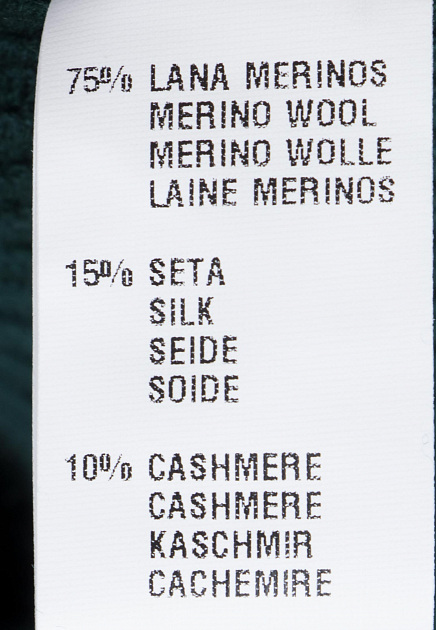 75% LANA MERINOS
MERINO WOOL
MERINO WOLLE
LAINE MERINOS
15% SETA
SILK
SEIDE
SOIDE
10% CASHMERE
CASHMERE
KASCHMIR
CACHEMIRE